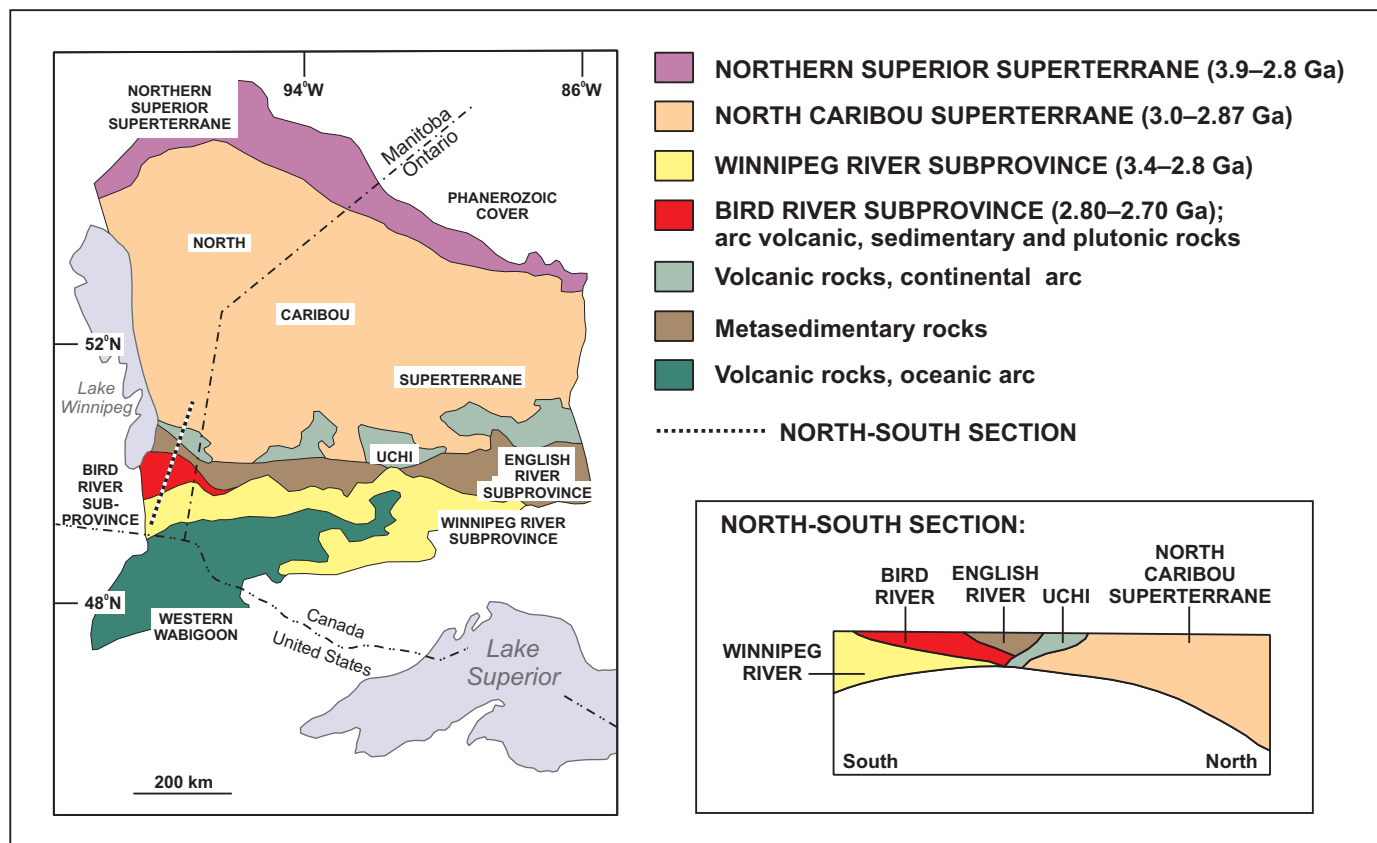 NORTHERN
SUPERIOR
SUPERTERRANE
94°W
86°W
Manitoba
Ontario
PHANEROZOIC
COVER
NORTH
CARIBOU
SUPERTERRANE
52°N
Lake
Winnipeg
UCHI
ENGLISH
RIVER
SUBPROVINCE
BIRD
RIVER
SUB-
PROVINCE
WINNIPEG RIVER
SUBPROVINCE
48°N
WESTERN
WABIGOON
Canada
United States
Lake
Superior
200 km
NORTHERN SUPERIOR SUPERTERRANE (3.9–2.8 Ga)
NORTH CARIBOU SUPERTERRANE (3.0–2.87 Ga)
WINNIPEG RIVER SUBPROVINCE (3.4–2.8 Ga)
BIRD RIVER SUBPROVINCE (2.80–2.70 Ga);
arc volcanic, sedimentary and plutonic rocks
Volcanic rocks, continental arc
Metasedimentary rocks
Volcanic rocks, oceanic arc
NORTH-SOUTH SECTION
NORTH-SOUTH SECTION:
BIRD
RIVER
ENGLISH
RIVER
UCHI
NORTH
CARIBOU
SUPERTERRANE
WINNIPEG
RIVER
South
North